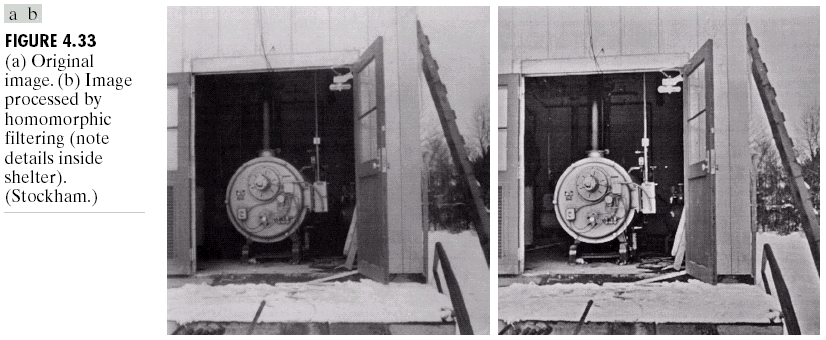 a b
FIGURE 4.33
(a) Original
image. (b) Image
processed by
homomorphic
filtering (note
details inside
shelter).
(Stockham.)